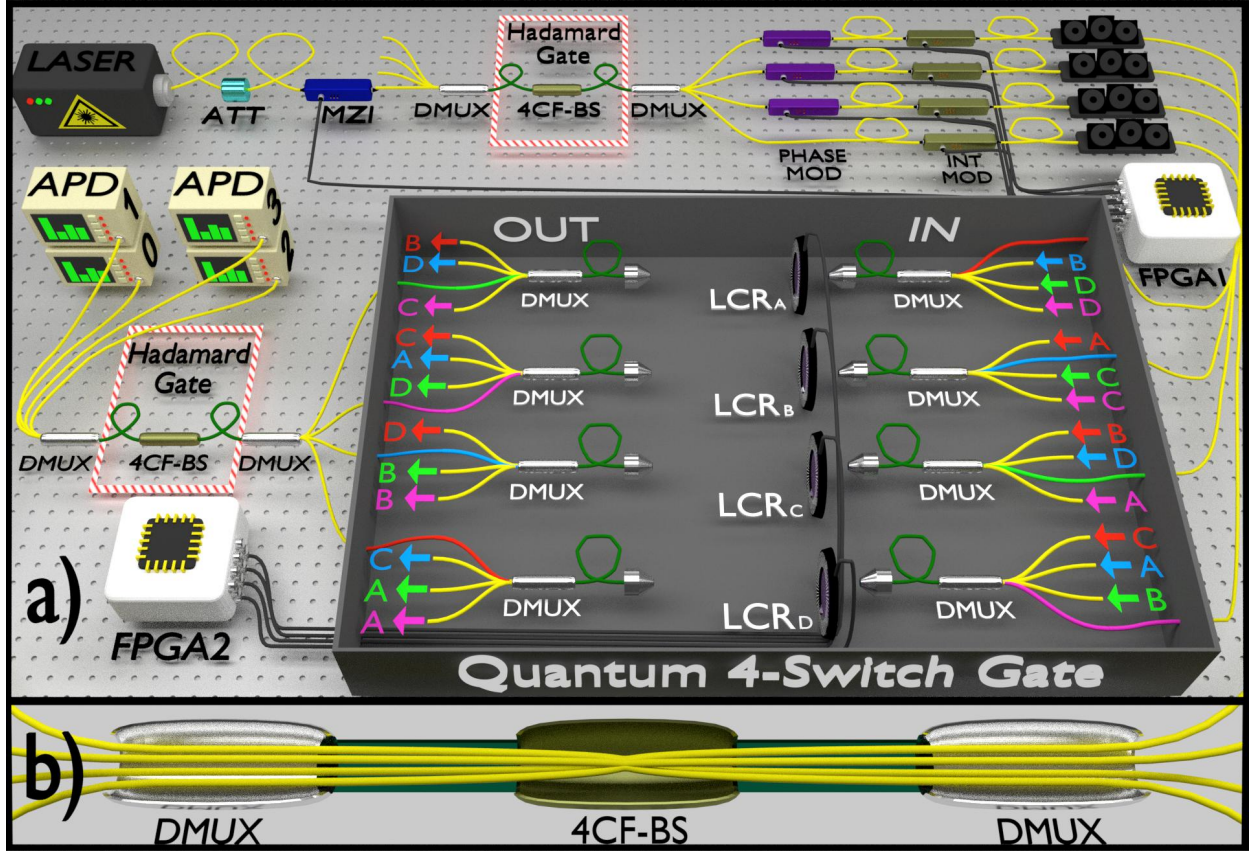 LASER
ATT
MZI
DMUX
Hadamard
Gate
4CF-BS
DMUX
PHASE
MOD
INT
MOD
FPGA1
APD
1
0
APD
3
2
Hadamard
Gate
DMUX
4CF-BS
DMUX
FPGA2
a)
OUT
IN
B
D
C
DMUX
LCRA
DMUX
B
D
D
C
A
D
DMUX
LCRB
DMUX
A
C
C
D
B
B
DMUX
LCRC
DMUX
B
D
A
C
A
A
DMUX
LCRD
DMUX
C
A
B
Quantum 4-Switch Gate
b)
DMUX
DMUX
4CF-BS
DMUX